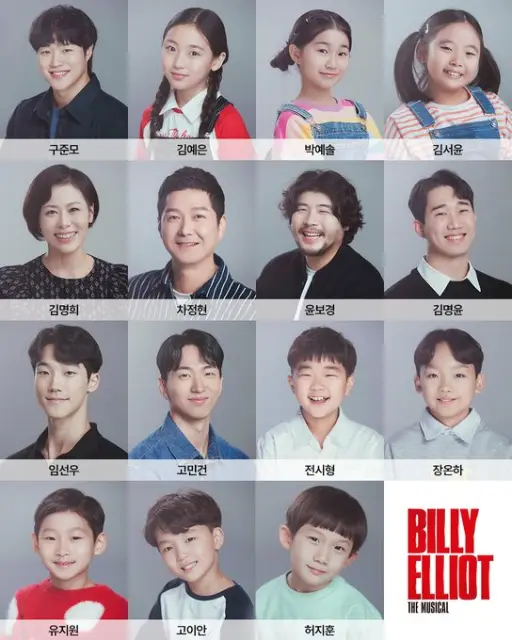 구준모
김예은
박예솔
김서윤
김명희
차정현
윤보경
김명윤
임선우
고민건
전시형
장온하
유지원
고이안
허지훈
BILLY
ELLIOT
THE MUSICAL